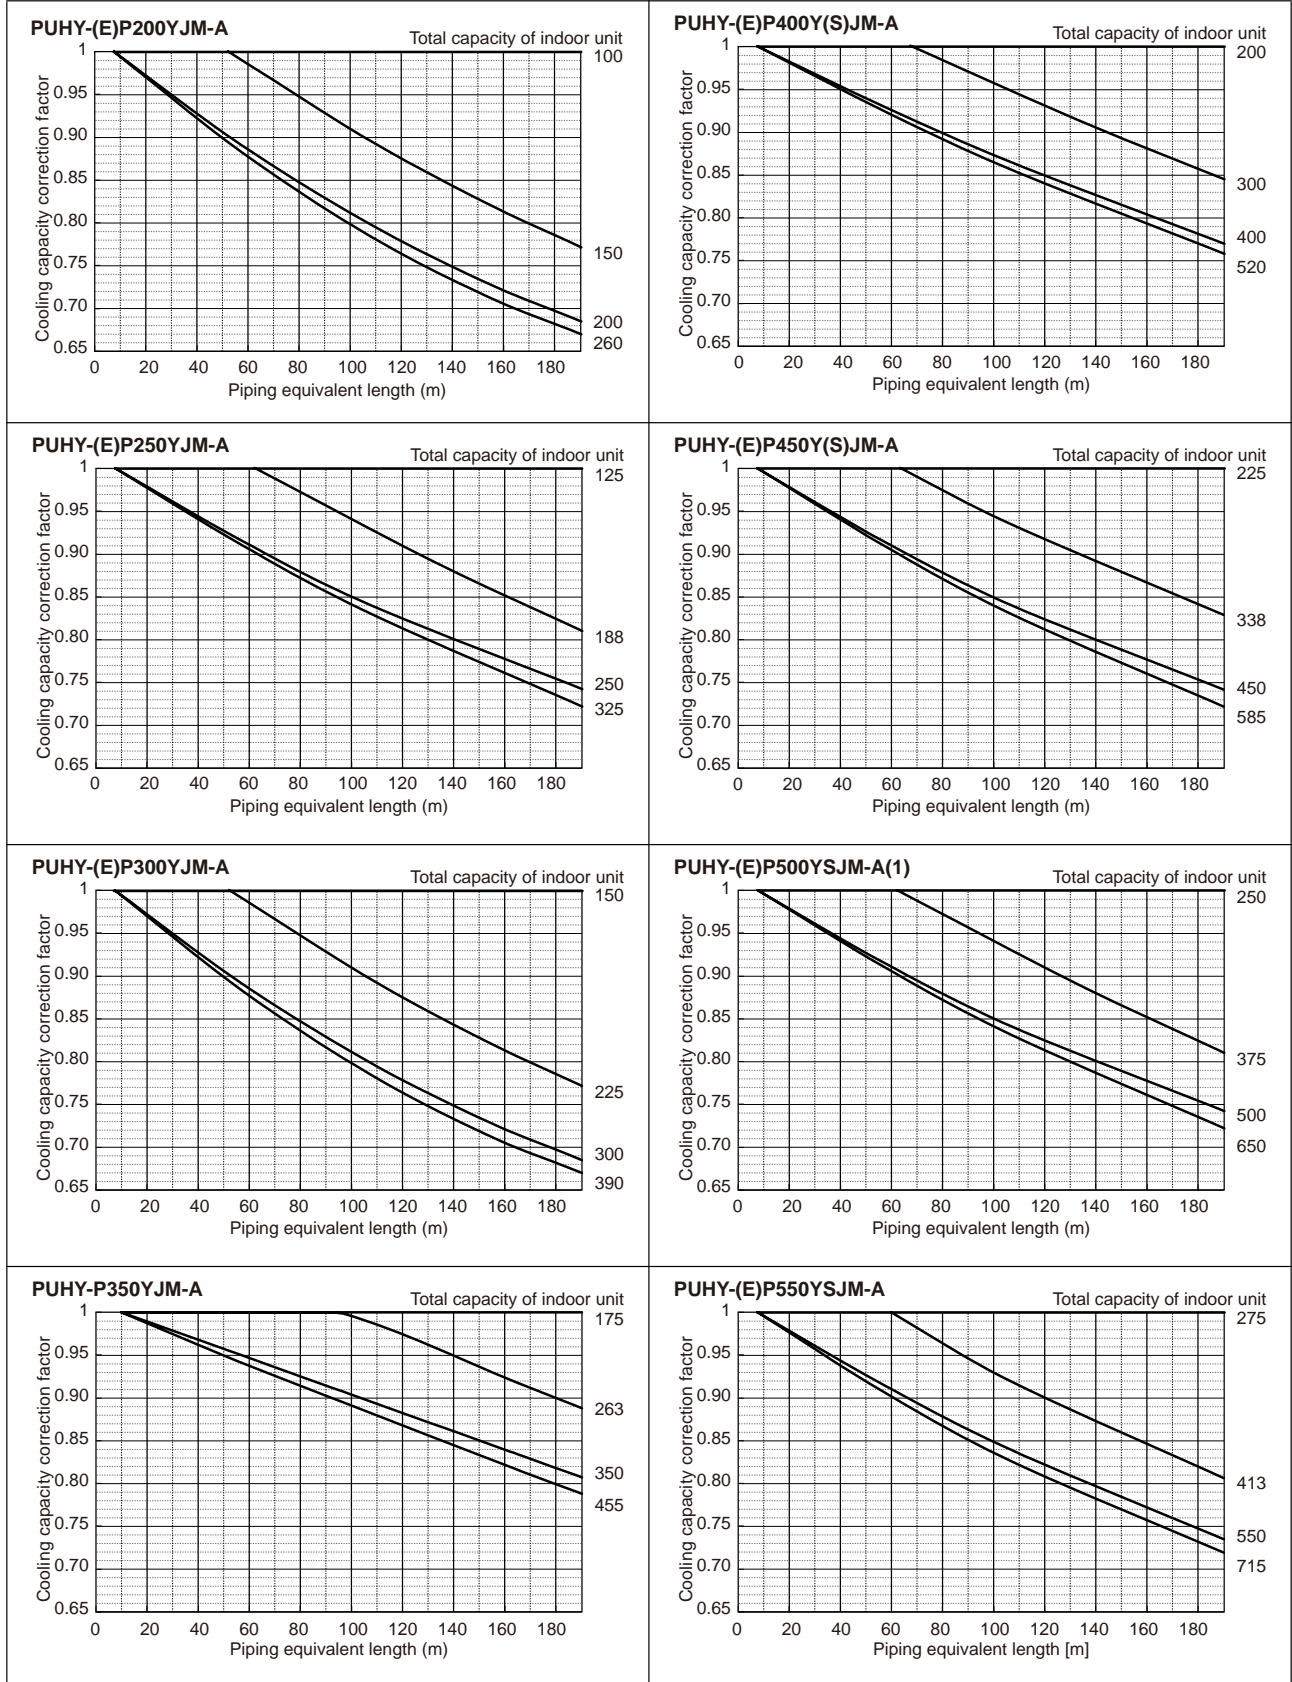 PUHY-(E)P200YJM-A
Total capacity of indoor unit
Cooling capacity correction factor
1
0.95
0.90
0.85
0.80
0.75
0.70
0.65
100
150
200
260
0 20 40 60 80 100 120 140 160 180
Piping equivalent length (m)
PUHY-(E)P400Y(S)JM-A
Total capacity of indoor unit
Cooling capacity correction factor
1
0.95
0.90
0.85
0.80
0.75
0.70
0.65
200
300
400
520
0 20 40 60 80 100 120 140 160 180
Piping equivalent length (m)
PUHY-(E)P250YJM-A
Total capacity of indoor unit
Cooling capacity correction factor
1
0.95
0.90
0.85
0.80
0.75
0.70
0.65
125
188
250
325
0 20 40 60 80 100 120 140 160 180
Piping equivalent length (m)
PUHY-(E)P450Y(S)JM-A
Total capacity of indoor unit
Cooling capacity correction factor
1
0.95
0.90
0.85
0.80
0.75
0.70
0.65
225
338
450
585
0 20 40 60 80 100 120 140 160 180
Piping equivalent length (m)
PUHY-(E)P300YJM-A
Total capacity of indoor unit
Cooling capacity correction factor
1
0.95
0.90
0.85
0.80
0.75
0.70
0.65
150
225
300
390
0 20 40 60 80 100 120 140 160 180
Piping equivalent length (m)
PUHY-(E)P500YSJM-A(1)
Total capacity of indoor unit
Cooling capacity correction factor
1
0.95
0.90
0.85
0.80
0.75
0.70
0.65
250
375
500
650
0 20 40 60 80 100 120 140 160 180
Piping equivalent length (m)
PUHY-P350YJM-A
Total capacity of indoor unit
Cooling capacity correction factor
1
0.95
0.90
0.85
0.80
0.75
0.70
0.65
175
263
350
455
0 20 40 60 80 100 120 140 160 180
Piping equivalent length (m)
PUHY-(E)P550YSJM-A
Total capacity of indoor unit
Cooling capacity correction factor
1
0.95
0.90
0.85
0.80
0.75
0.70
0.65
275
413
550
715
0 20 40 60 80 100 120 140 160 180
Piping equivalent length [m]